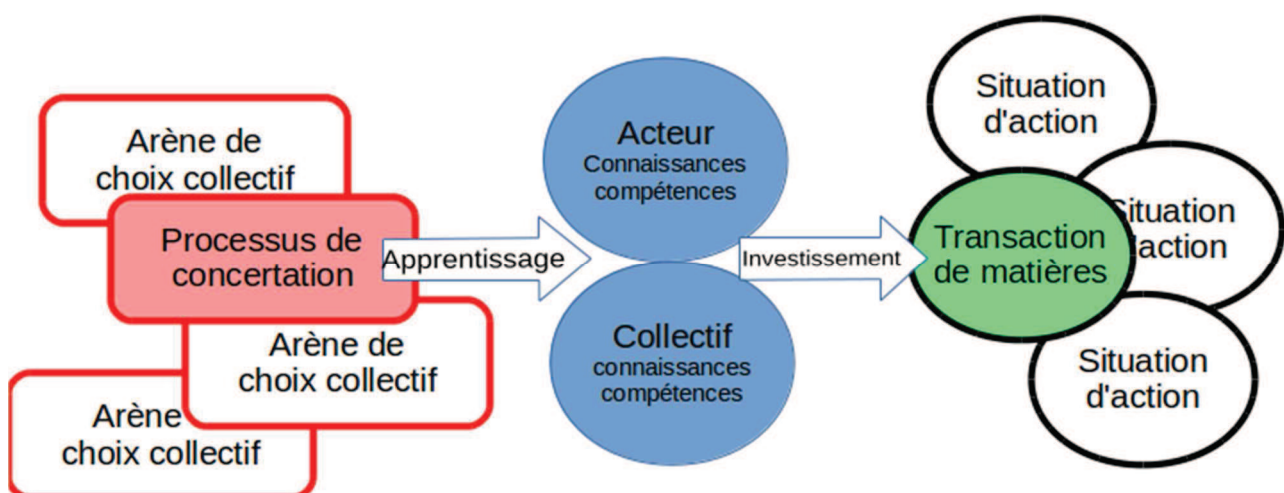 Arène de
choix collectif
Processus de
concertation
Arène de
choix collectif
Arène
choix collectif
Apprentissage
Acteur
Connaissances
compétences
Collectif
connaissances
compétences
Investissement
Situation
d'action
Transaction
de matières
Situation
d'action
Situation
d'action